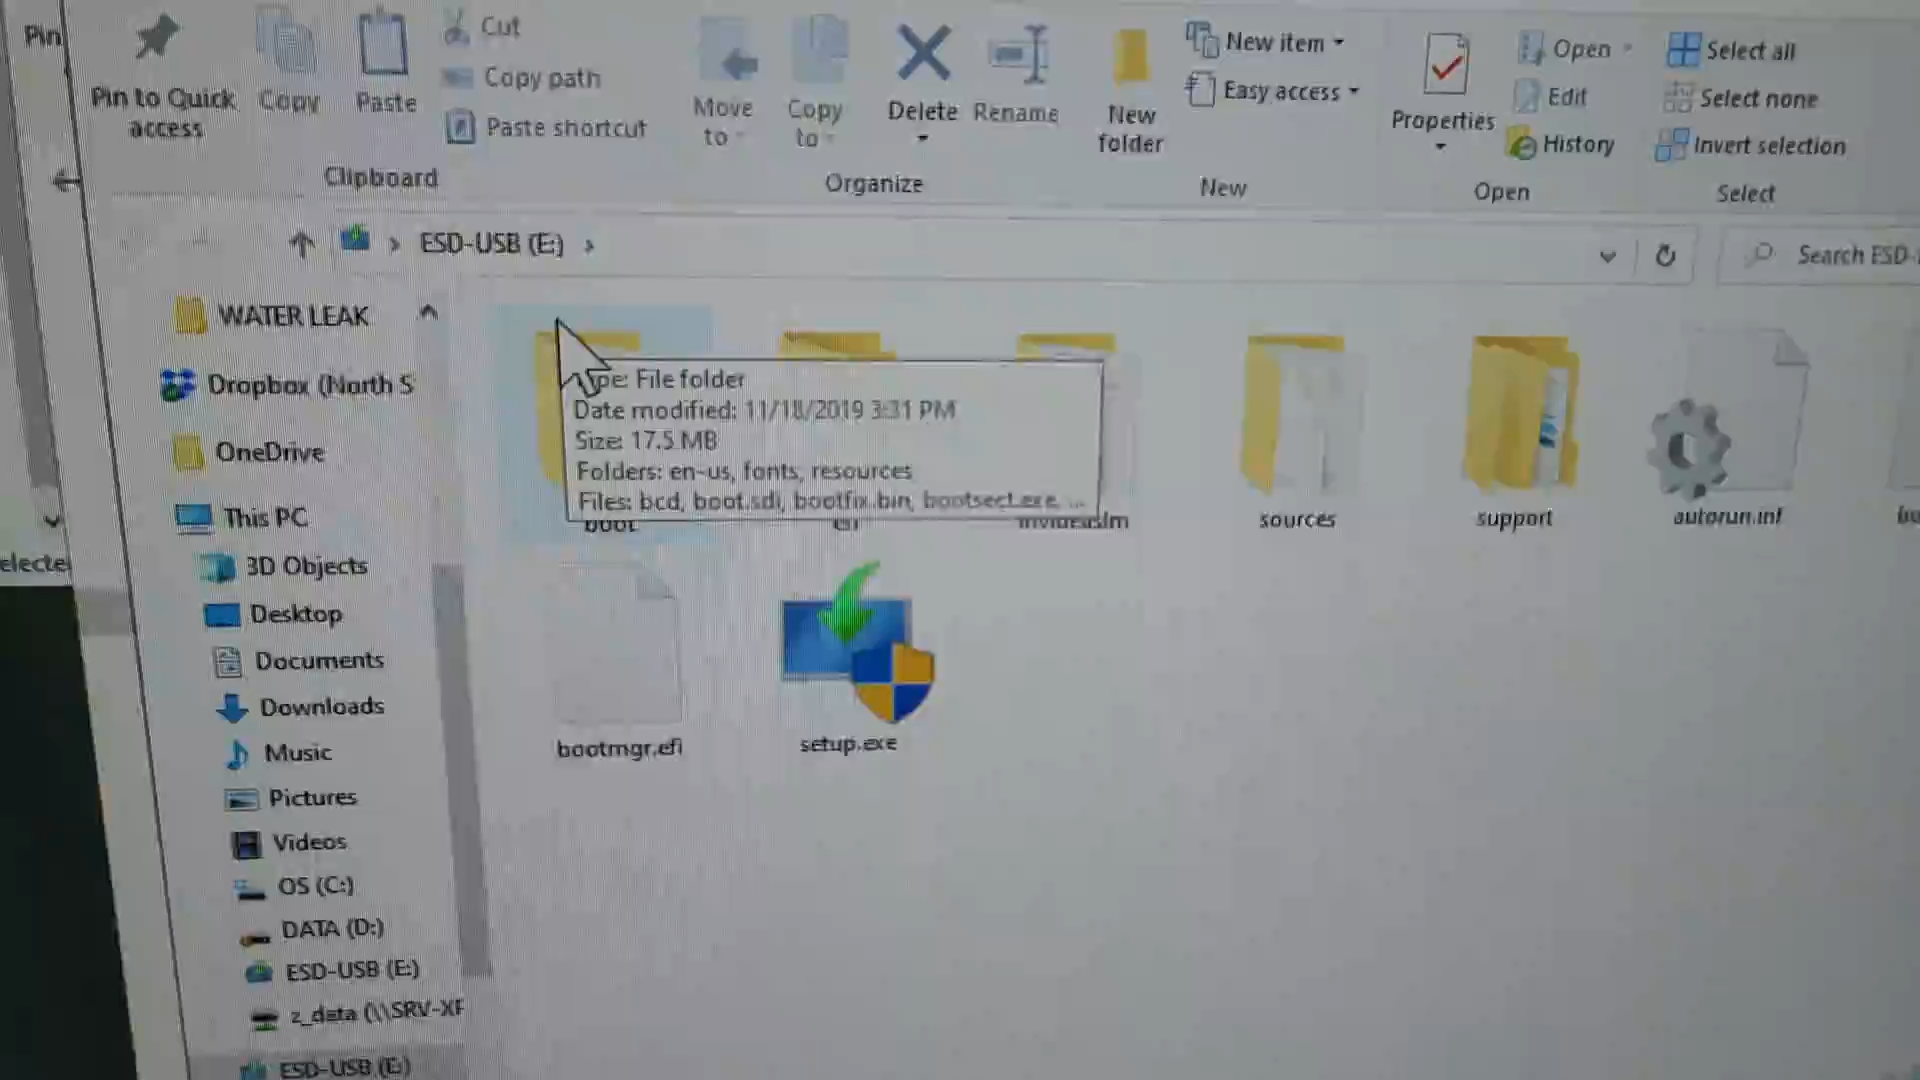 Pin
Pin to Quick access
Copy
Paste
Cut
Copy path
Paste shortcut
Clipboard
Move to
Copy to
Delete
Rename
Organize
New folder
New item
Easy access
New
Properties
Open
Edit
History
Open
Select all
Select none
Invert selection
Select
ESD-USB (E:)
Search ESD-
WATER LEAK
Dropbox (North S
OneDrive
This PC
3D Objects
Desktop
Documents
Downloads
Music
Pictures
Videos
OS (C:)
DATA (D:)
ESD-USB (E:)
z_data (\\SRV-XF
ESD-USB (E:)
electe
pe: File folder
Date modified: 11/18/2019 3:31 PM
Size: 17.5 MB
Folders: en-us, fonts, resources
Files: bcd, boot.sdi, bootfix.bin, bootsect.exe, ...
boot
efi
sources
support
autorun.inf
bootmgr.efi
setup.exe